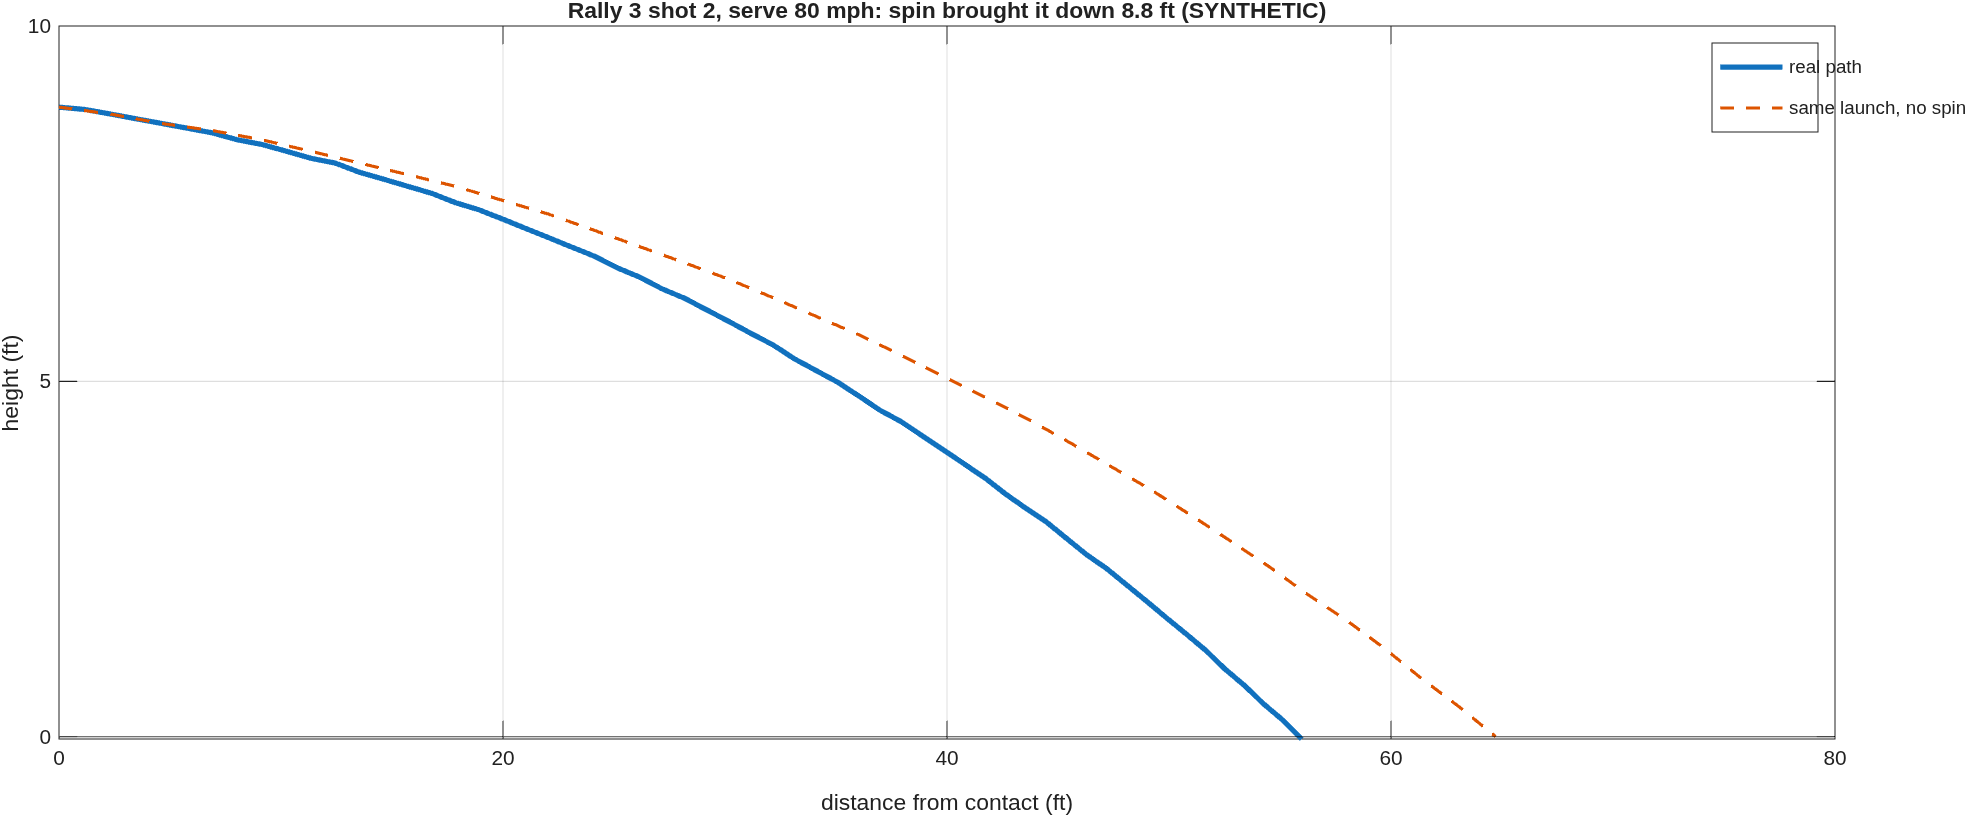 Rally 3 shot 2, serve 80 mph: spin brought it down 8.8 ft (SYNTHETIC)
10
real path
same launch, no spin
height (ft)
5
0
0 20 40 60 80
distance from contact (ft)